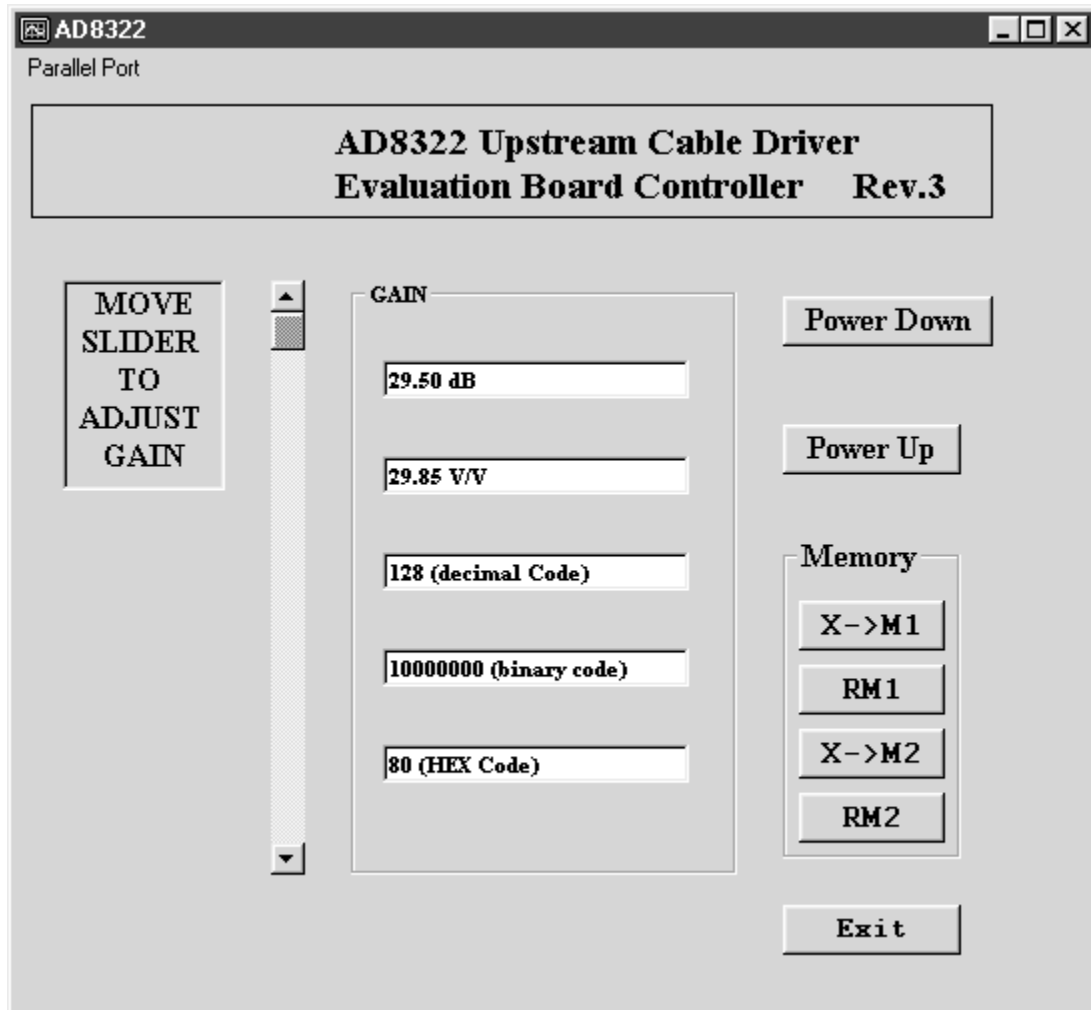 AD8322
Parallel Port
AD8322 Upstream Cable Driver
Evaluation Board Controller Rev.3
MOVE
SLIDER
TO
ADJUST
GAIN
GAIN
29.50 dB
29.85 V/V
128 (decimal Code)
10000000 (binary code)
80 (HEX Code)
Power Down
Power Up
Memory
X->M1
RM1
X->M2
RM2
Exit